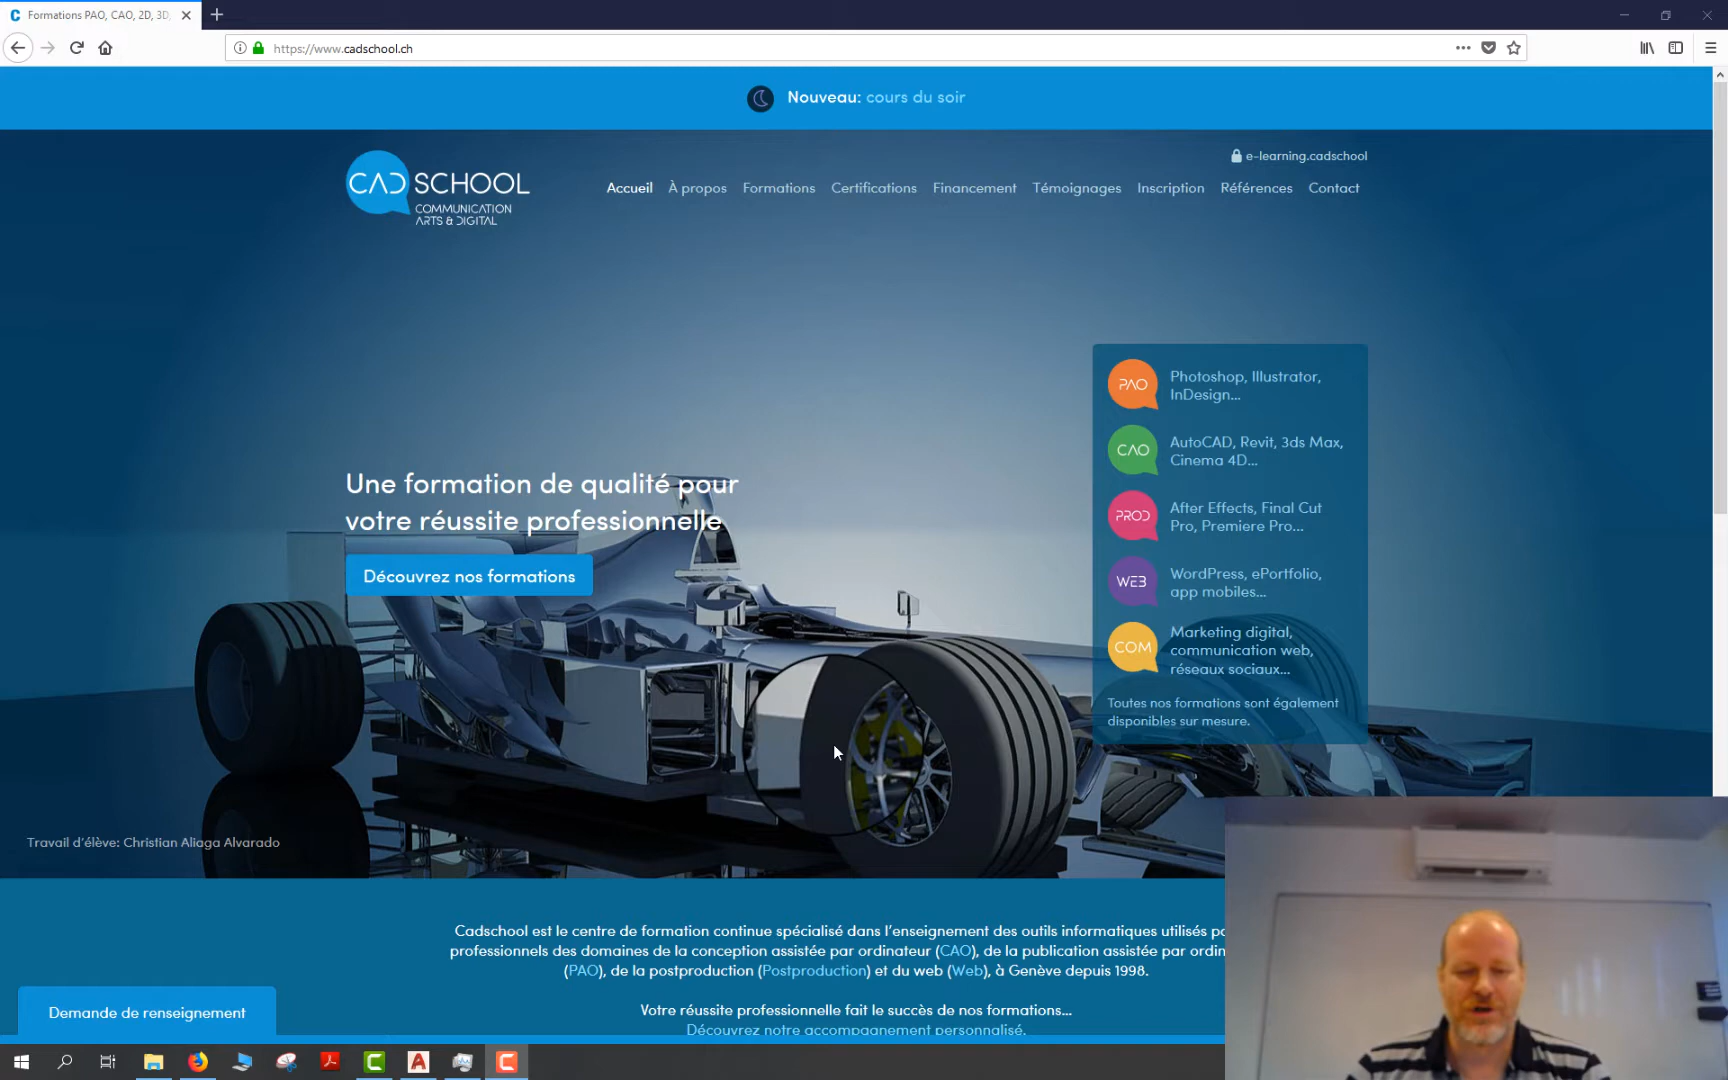 Formations PAO, CAO, 2D, 3D,
https://www.cadschool.ch
Nouveau: cours du soir
CAD SCHOOL
COMMUNICATION
ARTS & DIGITAL
e-learning.cadschool
Accueil À propos Formations Certifications Financement Témoignages Inscription Références Contact
PAO
Photoshop, Illustrator,
InDesign...
CAO
AutoCAD, Revit, 3ds Max,
Cinema 4D...
PROD
After Effects, Final Cut
Pro, Premiere Pro...
WEB
WordPress, ePortfolio,
app mobiles...
COM
Marketing digital,
communication web,
réseaux sociaux...
Toutes nos formations sont également
disponibles sur mesure.
Une formation de qualité pour
votre réussite professionnelle
Découvrez nos formations
Travail d'élève: Christian Aliaga Alvarado
Cadschool est le centre de formation continue spécialisé dans l'enseignement des outils informatiques utilisés
professionnels des domaines de la conception assistée par ordinateur (CAO), de la publication assistée par
(PAO), de la postproduction (Postproduction) et du web (Web), à Genève depuis 1998.
Votre réussite professionnelle fait le succès de nos formations...
Découvrez notre accompagnement personnalisé.
Demande de renseignement